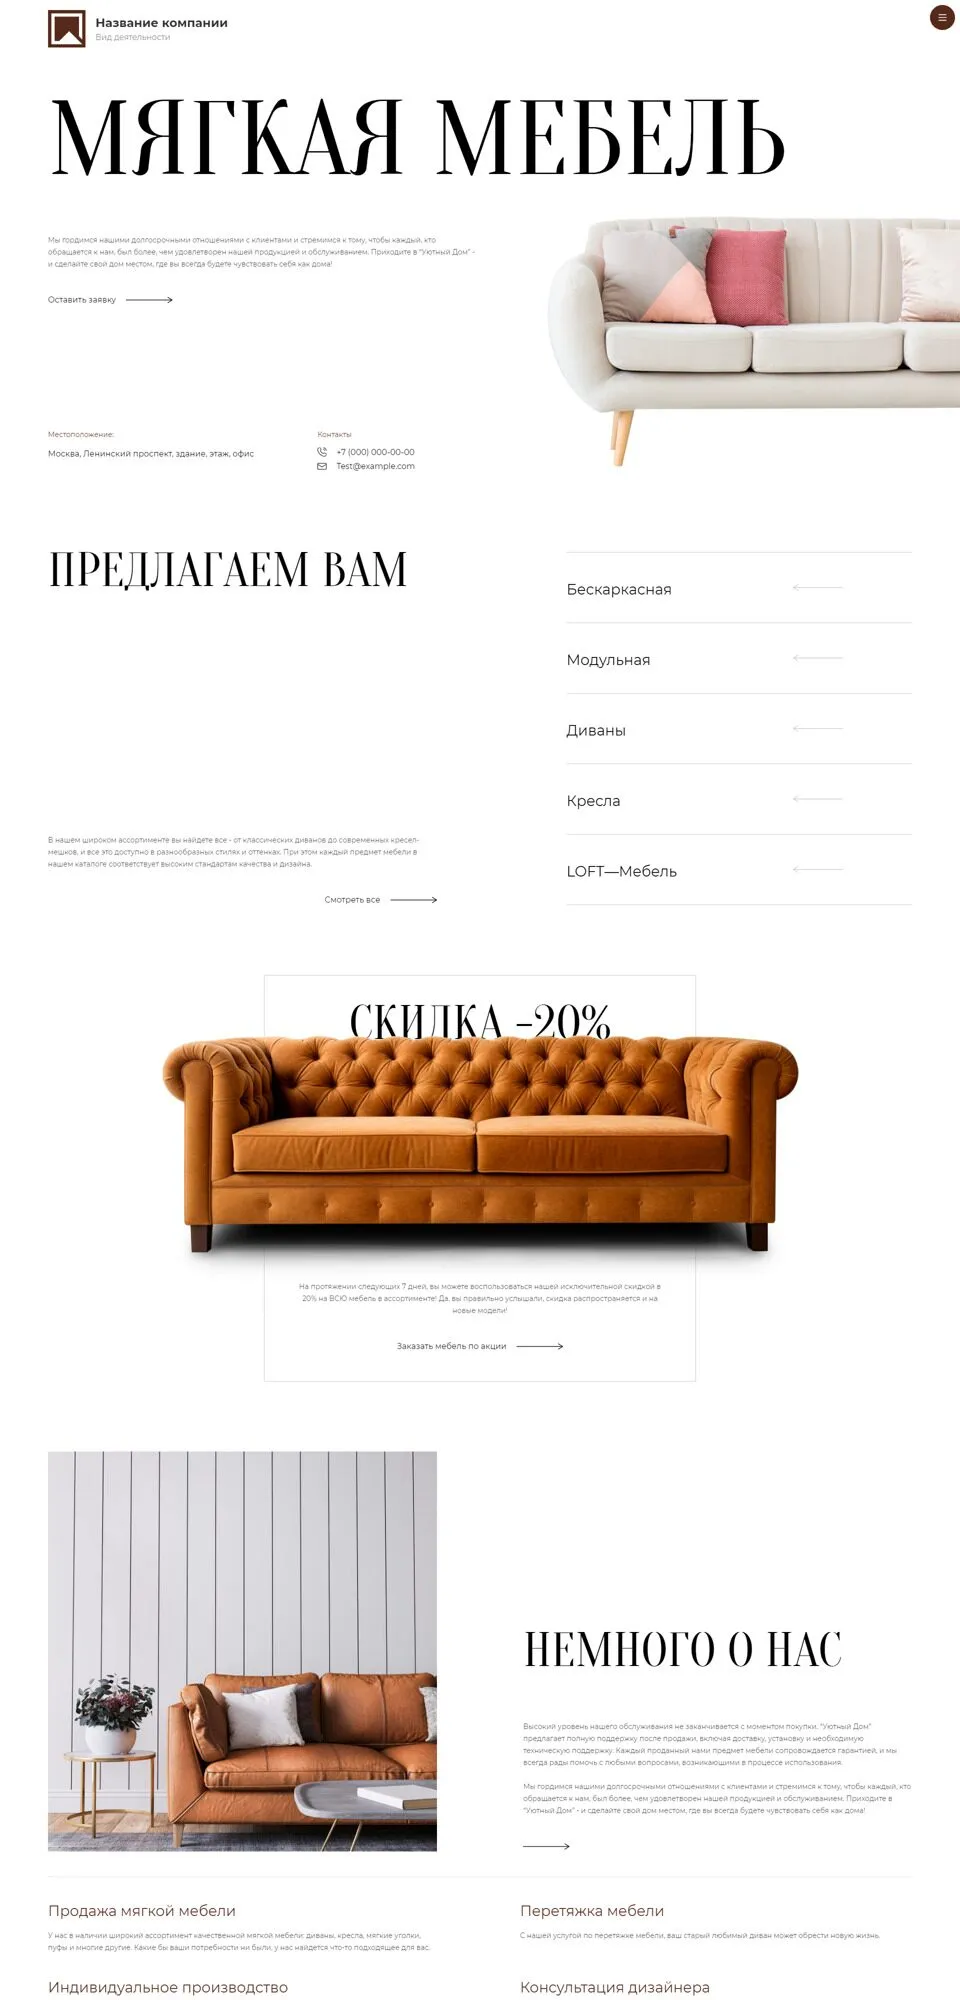 Название компании
Вид деятельности
МЯГКАЯ МЕБЕЛЬ
Мы гордимся нашими долгосрочными отношениями с клиентами и стремимся к тому, чтобы каждый, кто
обращается к нам, был более, чем удовлетворен нашей продукцией и обслуживанием. Приходите в "Уютный Дом" -
и сделайте свой дом местом, где вы всегда будете чувствовать себя как дома!
Оставить заявку
Местоположение:
Москва, Ленинский проспект, здание, этаж, офис
Контакты
+7 (000) 000-00-00
Test@example.com
ПРЕДЛАГАЕМ ВАМ
Бескаркасная
Модульная
Диваны
Кресла
LOFT—Мебель
В нашем широком ассортименте вы найдете все - от классических диванов до современных кресел-
мешков, и все это доступно в разнообразных стилях и оттенках. При этом каждый предмет мебели в
нашем каталоге соответствует высоким стандартам качества и дизайна.
Смотреть все
СКИДКА -20%
На протяжении следующих 7 дней, вы можете воспользоваться нашей исключительной скидкой в
20% на ВСЮ мебель в ассортименте! Да, вы правильно услышали, скидка распространяется и на
новые модели!
Заказать мебель по акции
НЕМНОГО О НАС
Высокий уровень нашего обслуживания не заканчивается с моментом покупки. "Уютный Дом"
предлагает полную поддержку после продажи, включая доставку, установку и необходимую
техническую поддержку. Каждый проданный нами предмет мебели сопровождается гарантией, и мы
всегда рады помочь с любыми вопросами, возникающими в процессе использования.
Мы гордимся нашими долгосрочными отношениями с клиентами и стремимся к тому, чтобы каждый, кто
обращается к нам, был более, чем удовлетворен нашей продукцией и обслуживанием. Приходите в
"Уютный Дом" - и сделайте свой дом местом, где вы всегда будете чувствовать себя как дома!
Продажа мягкой мебели
У нас в наличии широкий ассортимент качественной мягкой мебели: диваны, кресла, мягкие уголки,
пуфы и многие другие. Какие бы ваши потребности ни были, у нас найдется что-то подходящее для вас.
Перетяжка мебели
С нашей услугой по перетяжке мебели, ваш старый любимый диван может обрести новую жизнь.
Индивидуальное производство
Консультация дизайнера